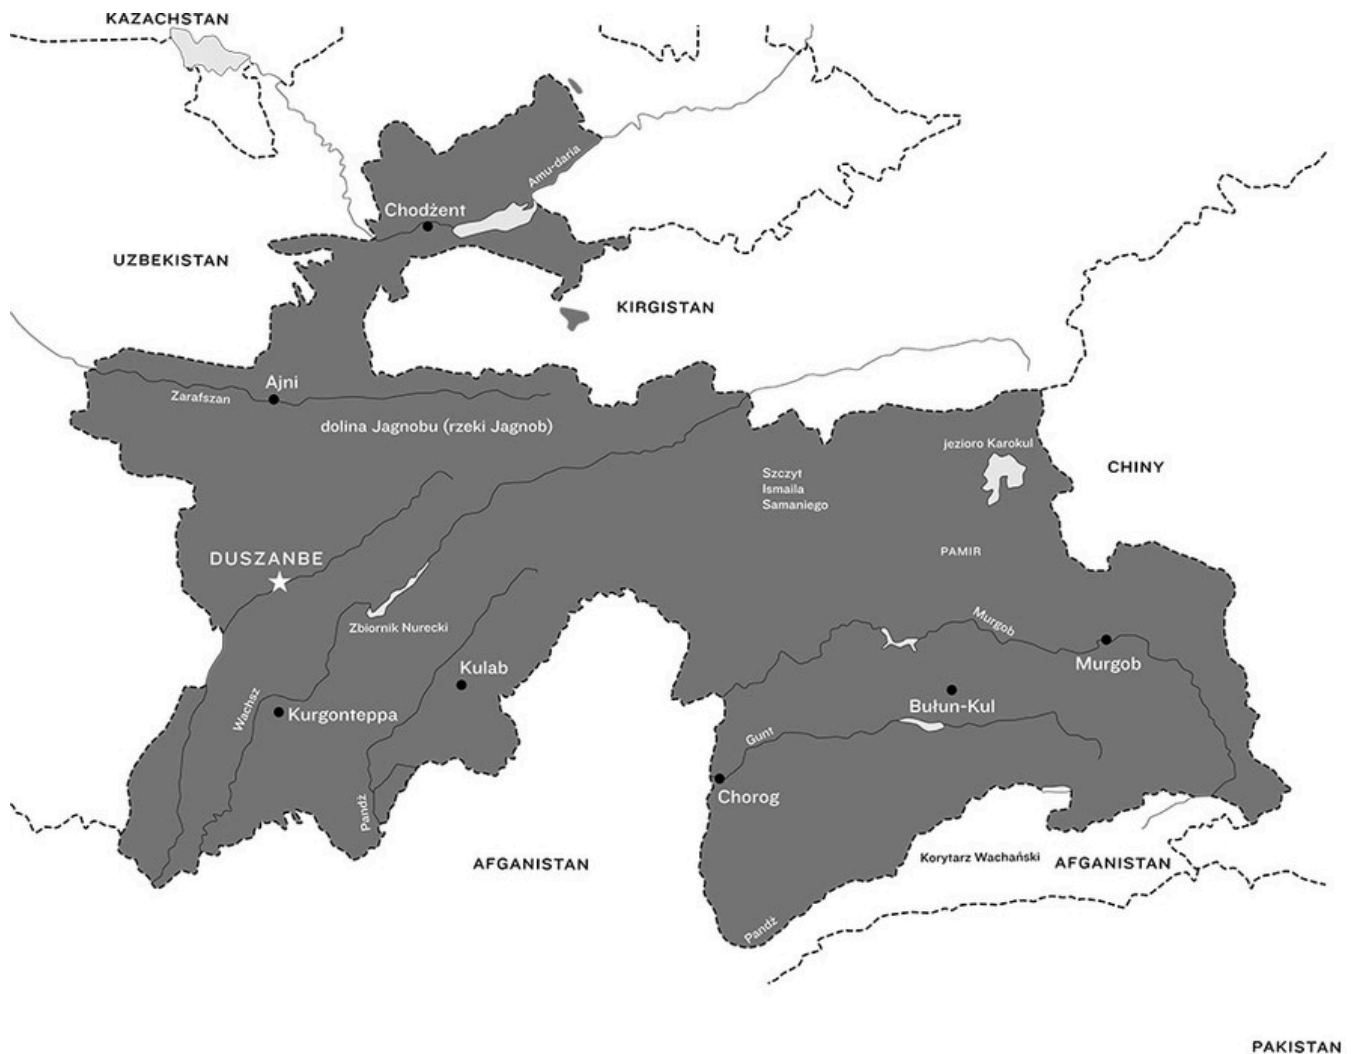 KAZACHSTAN
Amu-daria
Chodżent
UZBEKISTAN
KIRGISTAN
Ajni
Zarafszan
dolina Jagnobu (rzeki Jagnob)
jezioro Karokul
CHINY
Szczyt
Ismaila
Samaniego
DUSZANBE
PAMIR
Zbiornik Nurecki
Murgob
Kulab
Murgob
Wachsz
Kurgonteppa
Bułun-Kul
Gunt
Chorog
Pandż
AFGANISTAN
Korytarz Wachański
AFGANISTAN
Pandż
PAKISTAN